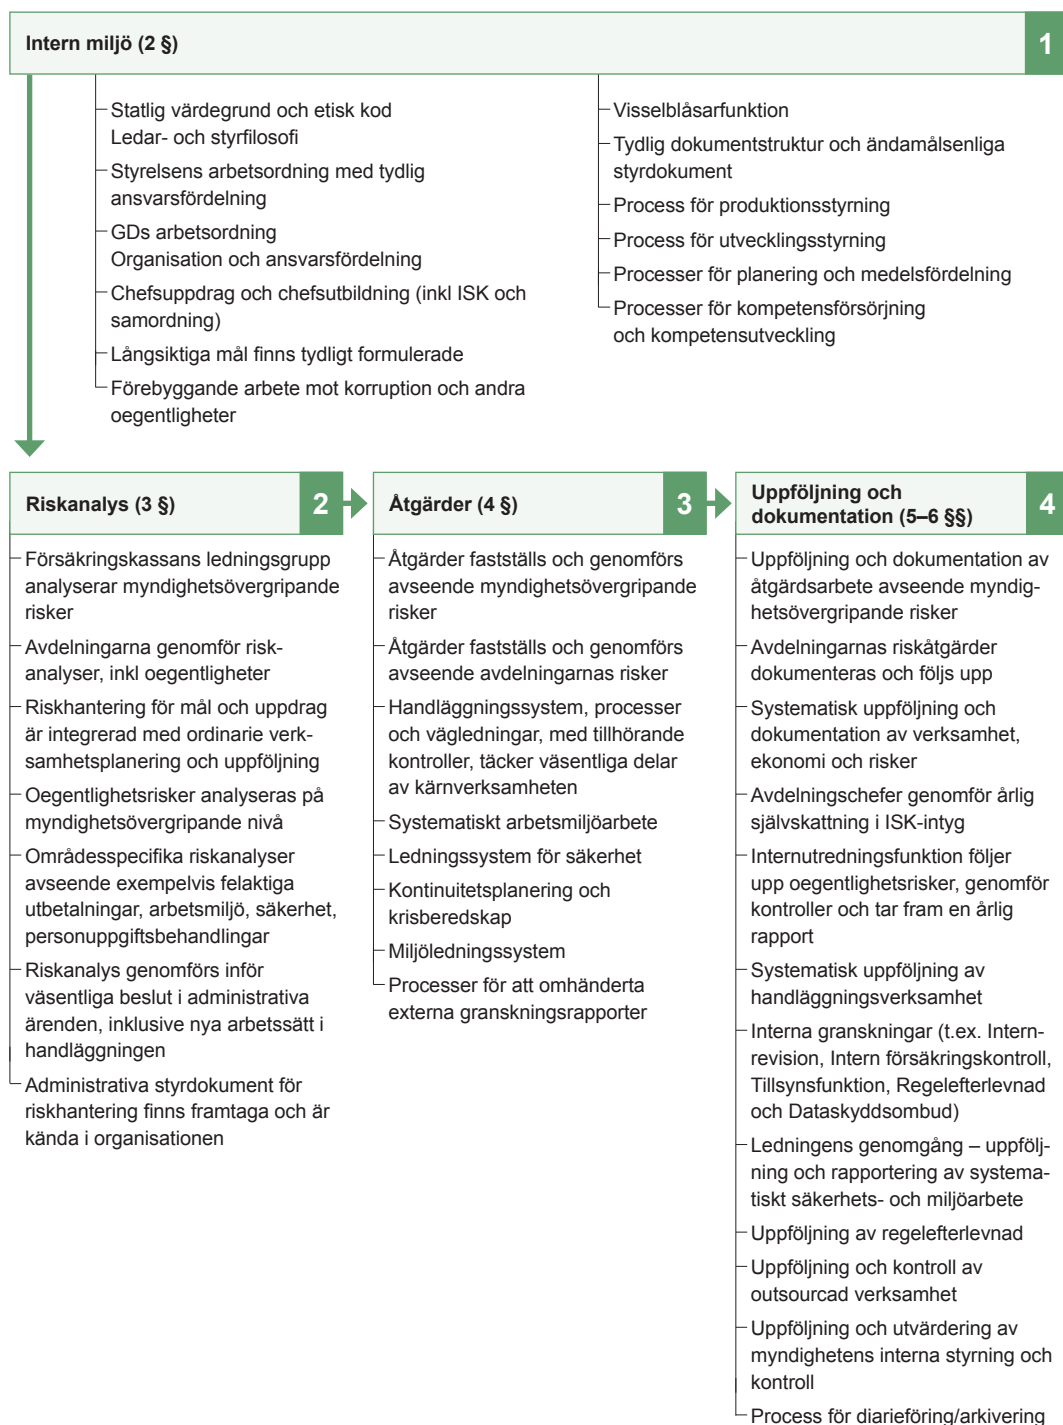 Intern miljö (2 §)
1
Statlig värdegrund och etisk kod
Ledar- och styrfilosofi
Styrelsens arbetsordning med tydlig
ansvarsfördelning
GDs arbetsordning
Organisation och ansvarsfördelning
Chefsuppdrag och chefsutbildning (inkl ISK och
samordning)
Långsiktiga mål finns tydligt formulerade
Förebyggande arbete mot korruption och andra
oegentligheter
Visselblåsarfunktion
Tydlig dokumentstruktur och ändamålsenliga
styrdokument
Process för produktionsstyrning
Process för utvecklingsstyrning
Processer för planering och medelsfördelning
Processer för kompetensförsörjning
och kompetensutveckling
Riskanalys (3 §)
2
Försäkringskassans ledningsgrupp
analyserar myndighetsövergripande
risker
Avdelningarna genomför risk-
analyser, inkl oegentligheter
Riskhantering för mål och uppdrag
är integrerad med ordinarie verk-
samhetsplanering och uppföljning
Oegentlighetsrisker analyseras på
myndighetsövergripande nivå
Områdesspecifika riskanalyser
avseende exempelvis felaktiga
utbetalningar, arbetsmiljö, säkerhet,
personuppgiftsbehandlingar
Riskanalys genomförs inför
väsentliga beslut i administrativa
ärenden, inklusive nya arbetssätt i
handläggningen
Administrativa styrdokument för
riskhantering finns framtaga och är
kända i organisationen
Åtgärder (4 §)
3
Åtgärder fastställs och genomförs
avseende myndighetsövergripande
risker
Åtgärder fastställs och genomförs
avseende avdelningarnas risker
Handläggningssystem, processer
och vägledningar, med tillhörande
kontroller, täcker väsentliga delar
av kärnverksamheten
Systematiskt arbetsmiljöarbete
Ledningssystem för säkerhet
Kontinuitetsplanering och
krisberedskap
Miljöledningssystem
Processer för att omhänderta
externa granskningsrapporter
Uppföljning och
dokumentation (5–6 §§)
4
Uppföljning och dokumentation av
åtgärdsarbete avseende myndig-
hetsövergripande risker
Avdelningarnas riskåtgärder
dokumenteras och följs upp
Systematisk uppföljning och
dokumentation av verksamhet,
ekonomi och risker
Avdelningschefer genomför årlig
självskattning i ISK-intyg
Internutredningsfunktion följer
upp oegentlighetsrisker, genomför
kontroller och tar fram en årlig
rapport
Systematisk uppföljning av
handläggningsverksamhet
Interna granskningar (t.ex. Intern-
revision, Intern försäkringskontroll,
Tillsynsfunktion, Regelefterlevnad
och Dataskyddsombud)
Ledningens genomgång – uppfölj-
ning och rapportering av systema-
tiskt säkerhets- och miljöarbete
Uppföljning av regelefterlevnad
Uppföljning och kontroll av
outsourcad verksamhet
Uppföljning och utvärdering av
myndighetens interna styrning och
kontroll
Process för diarieföring/arkivering